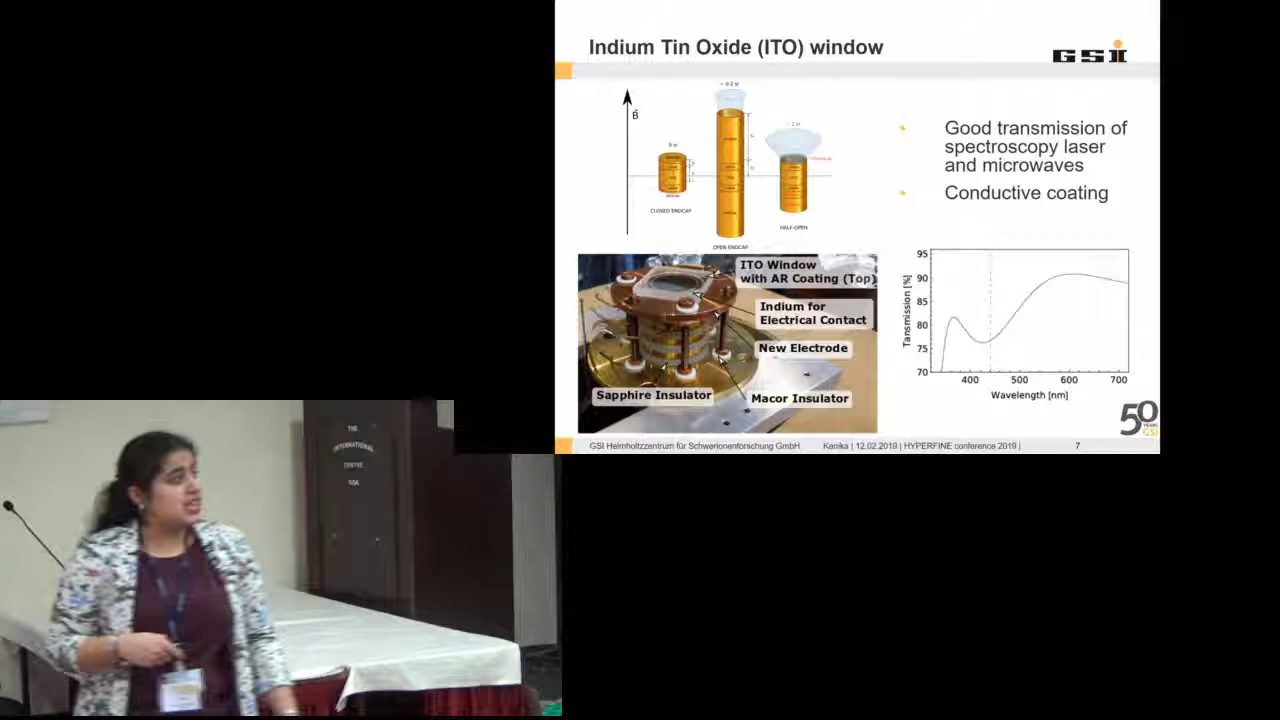 Indium Tin Oxide (ITO) window
GSI
B
CLOSED ENDCAP
OPEN ENDCAP
HALF-OPEN
Good transmission of
spectroscopy laser
and microwaves
Conductive coating
ITO Window
with AR Coating (Top)
Indium for
Electrical Contact
New Electrode
Sapphire Insulator
Macor Insulator
95
90
85
80
75
70
Tansmission [%]
400
500
600
700
Wavelength [nm]
50
YEARS
GSI
GSI Helmholtzzentrum für Schwerionenforschung GmbH
Kanika | 12.02.2019 | HYPERFINE conference 2019 |
7
THE
INTERNATIONAL
CENTRE
GOA